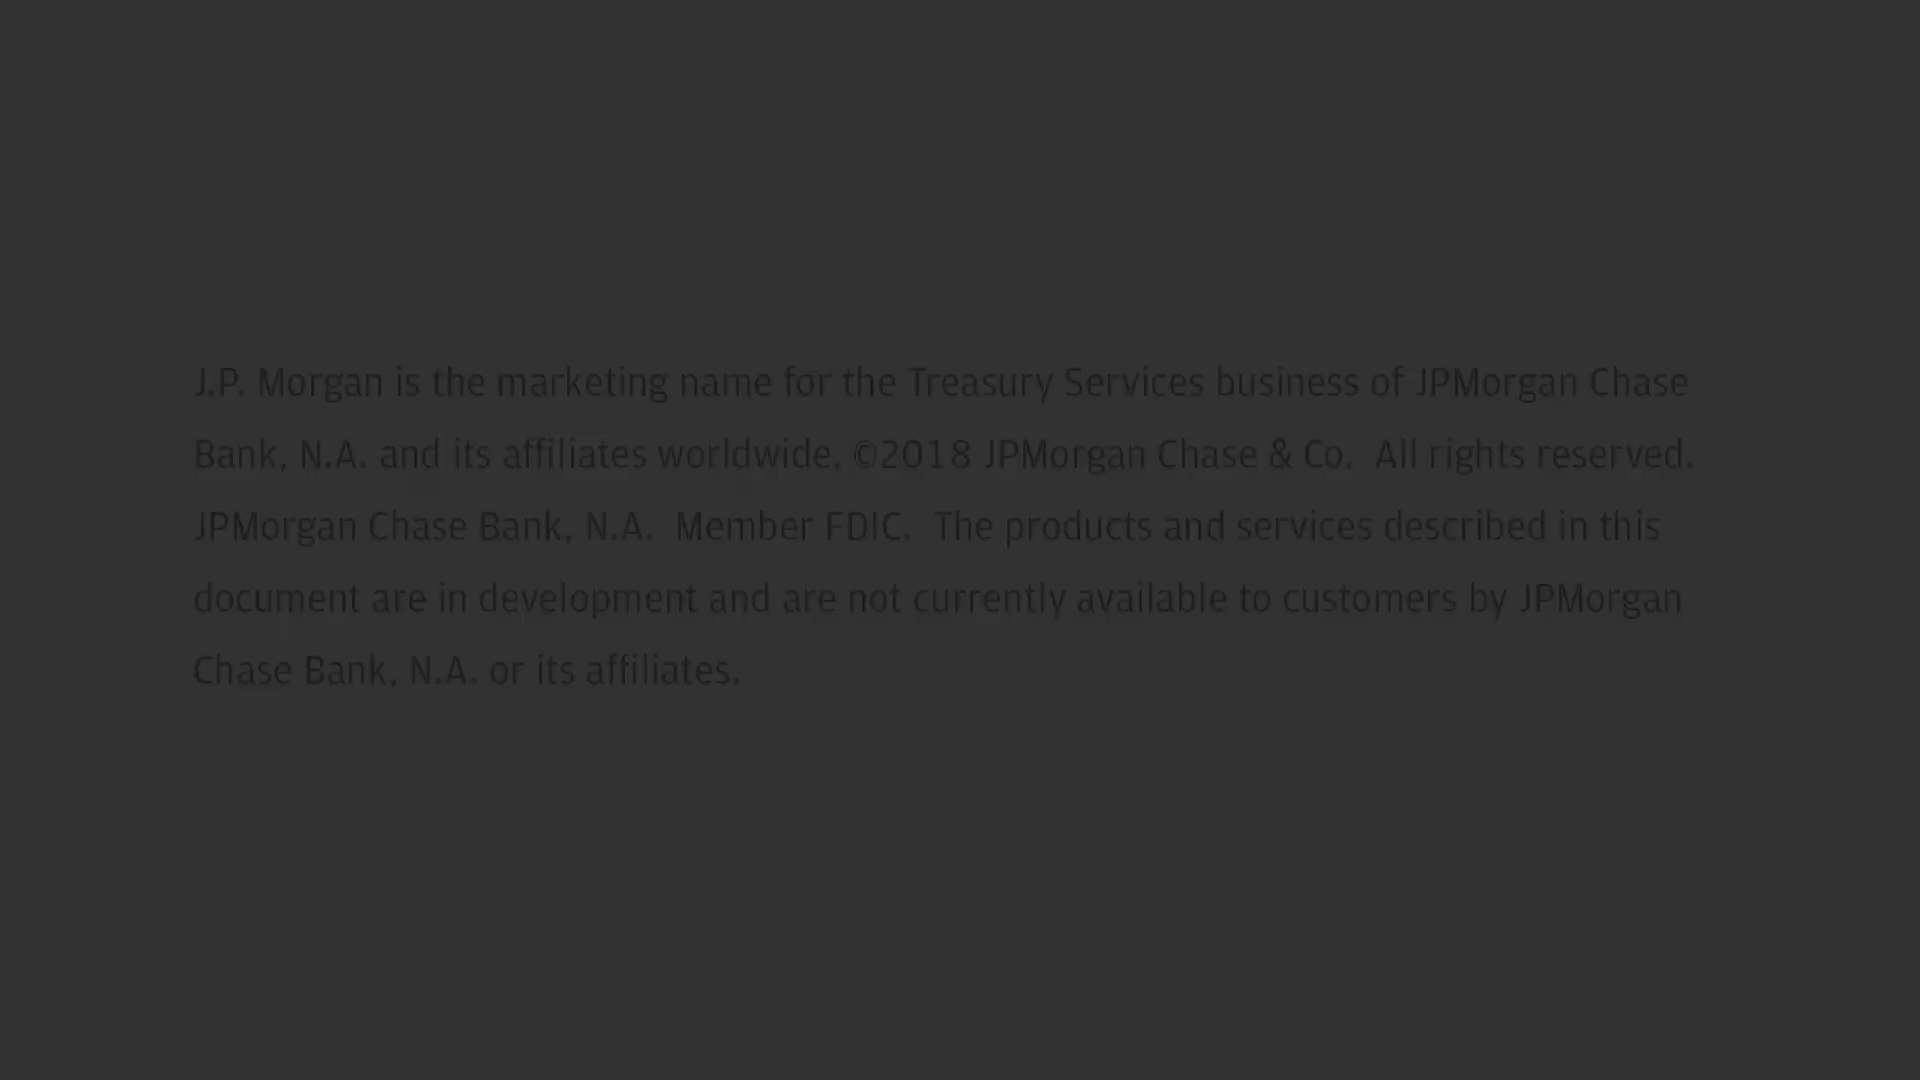 J.P. Morgan is the marketing name for the Treasury Services business of JPMorgan Chase
Bank, N.A. and its affiliates worldwide. ©2018 JPMorgan Chase & Co.  All rights reserved.
JPMorgan Chase Bank, N.A.  Member FDIC.  The products and services described in this
document are in development and are not currently available to customers by JPMorgan
Chase Bank, N.A. or its affiliates.